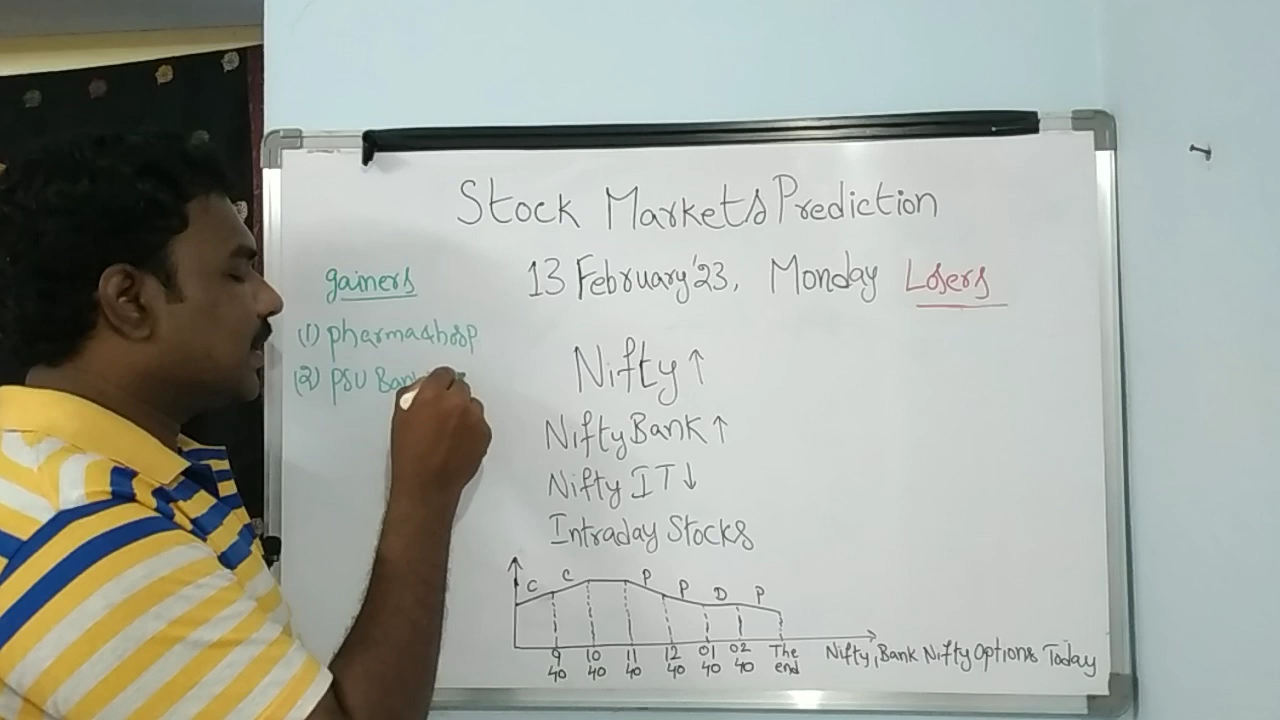 Stock Markets Prediction
gainers
13 February'23, Monday Losers
(1) pharma&hosp
(2) PSU Bank
Nifty↑
Nifty Bank↑
Nifty IT↓
Intraday Stocks
C C P P D P
9 40 10 40 11 40 12 40 01 40 02 40 The end
Nifty, Bank Nifty Options Today